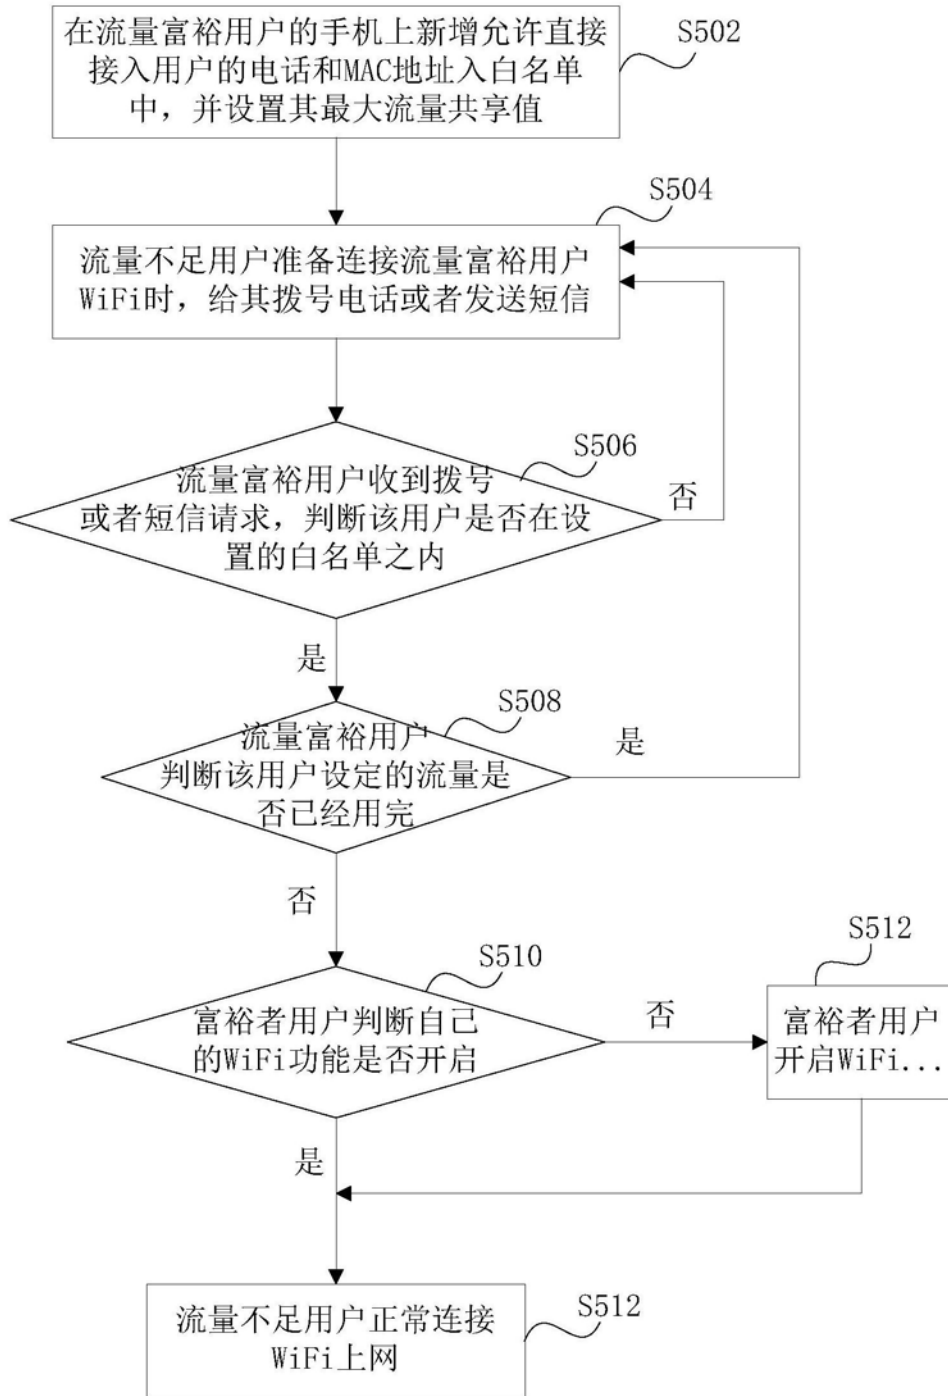 在流量富裕用户的手机上新增允许直接
接入用户的电话和MAC地址入白名单
中，并设置其最大流量共享值
S502
S504
流量不足用户准备连接流量富裕用户
WiFi时，给其拨号电话或者发送短信
S506
流量富裕用户收到拨号
或者短信请求，判断该用户是否在设
置的白名单之内
否
是
S508
流量富裕用户
判断该用户设定的流量是
否已经用完
是
否
S510
富裕者用户判断自己
的WiFi功能是否开启
否
S512
富裕者用户
开启WiFi...
是
流量不足用户正常连接
WiFi上网
S512